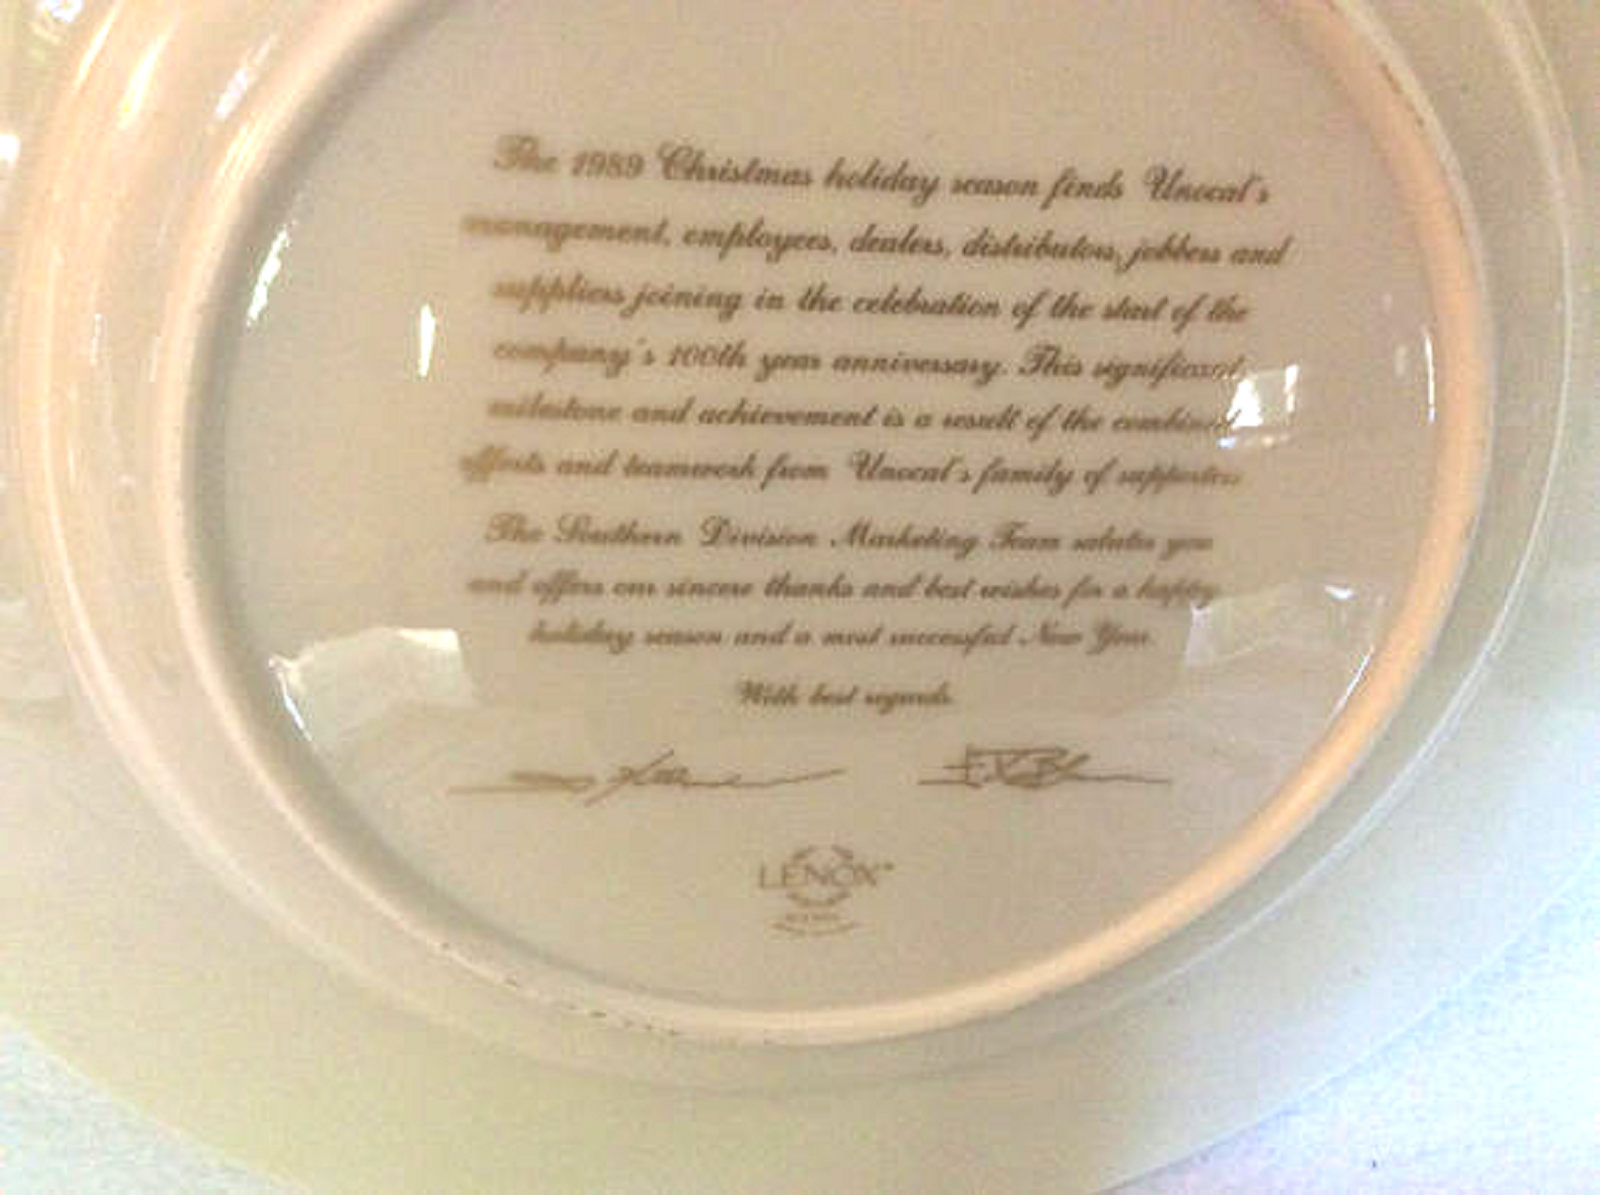 The 1989 Christmas holiday season finds Unocal's
management, employees, dealers, distributors, jobbers and
suppliers joining in the celebration of the start of the
company's 100th year anniversary. This significant
milestone and achievement is a result of the combined
efforts and teamwork from Unocal's family of supporters
The Southern Division Marketing Team salutes you
and offers our sincere thanks and best wishes for a happy
holiday season and a most successful New Year.
With best regards.
LENOX